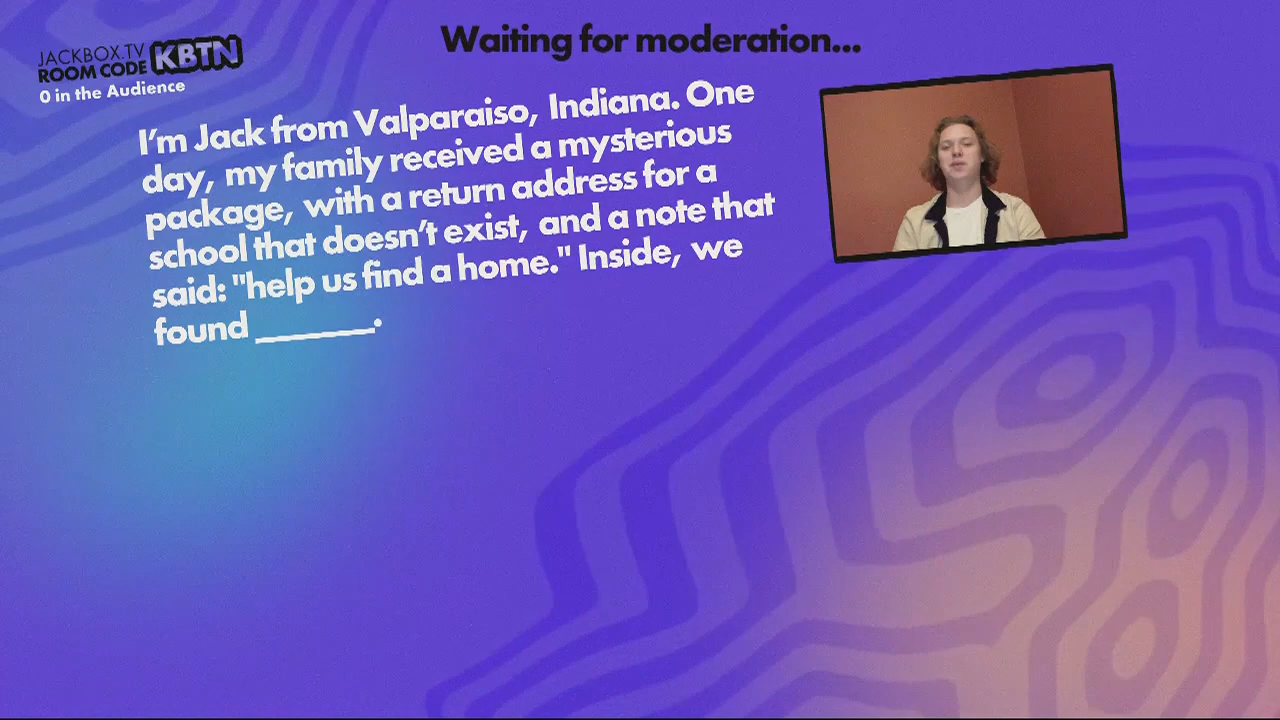 Waiting for moderation...
JACKBOX.TV
ROOM CODE KBTN
0 in the Audience
I'm Jack from Valparaiso, Indiana. One
day, my family received a mysterious
package, with a return address for a
school that doesn't exist, and a note that
said: "help us find a home." Inside, we
found _______.